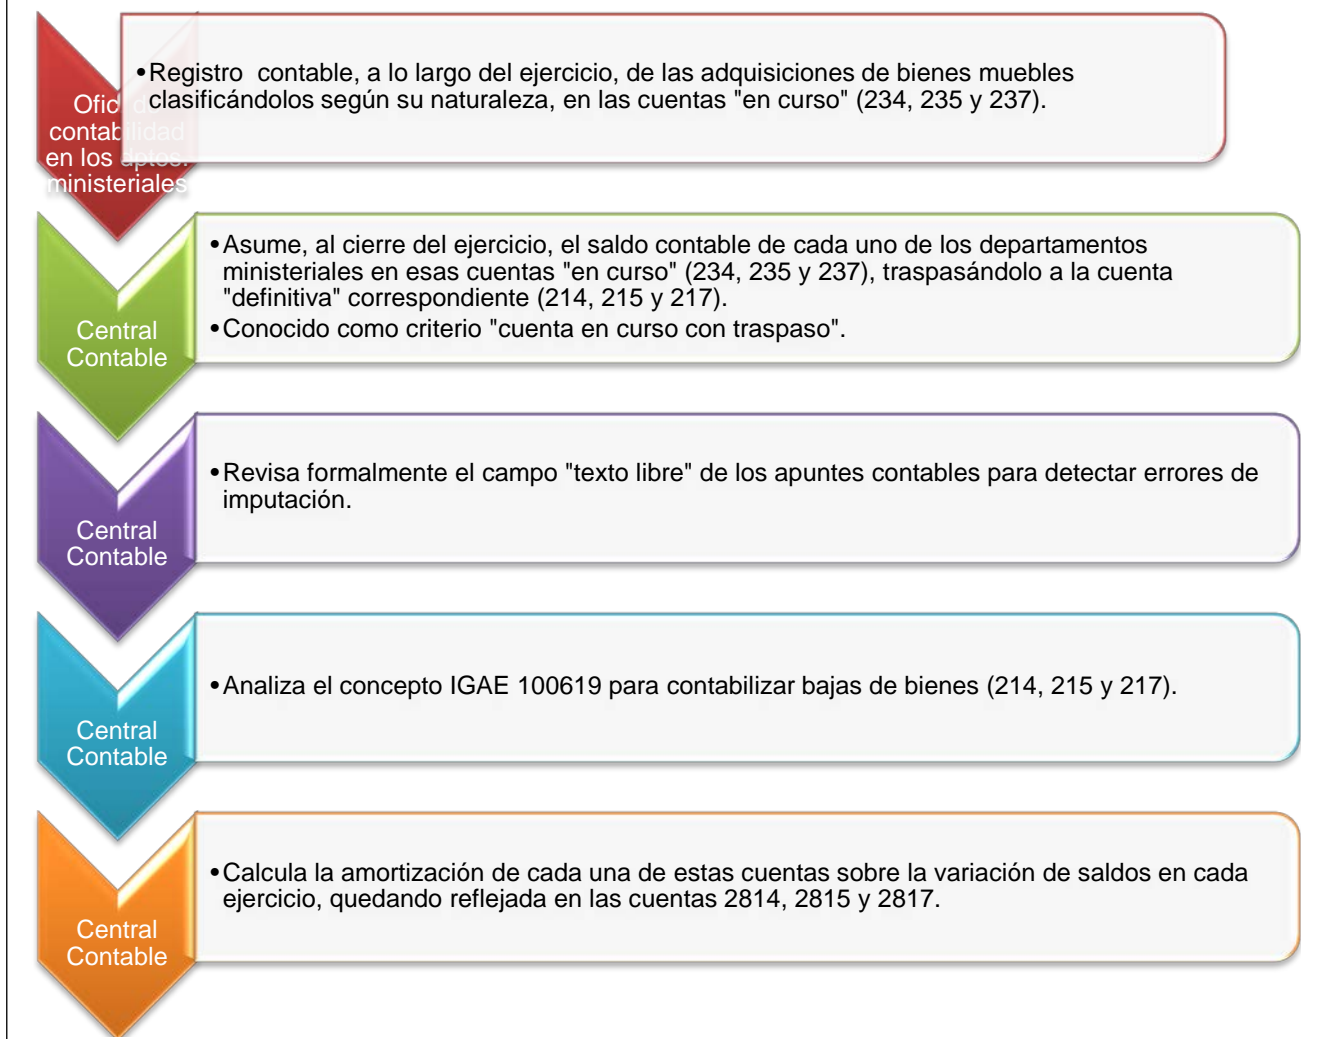 •Registro contable, a lo largo del ejercicio, de las adquisiciones de bienes muebles
clasificándolos según su naturaleza, en las cuentas "en curso" (234, 235 y 237).
Ofic. de
contabilidad
en los dptos.
ministeriales
•Asume, al cierre del ejercicio, el saldo contable de cada uno de los departamentos
ministeriales en esas cuentas "en curso" (234, 235 y 237), traspasándolo a la cuenta
"definitiva" correspondiente (214, 215 y 217).
•Conocido como criterio "cuenta en curso con traspaso".
Central
Contable
•Revisa formalmente el campo "texto libre" de los apuntes contables para detectar errores de
imputación.
Central
Contable
•Analiza el concepto IGAE 100619 para contabilizar bajas de bienes (214, 215 y 217).
Central
Contable
•Calcula la amortización de cada una de estas cuentas sobre la variación de saldos en cada
ejercicio, quedando reflejada en las cuentas 2814, 2815 y 2817.
Central
Contable